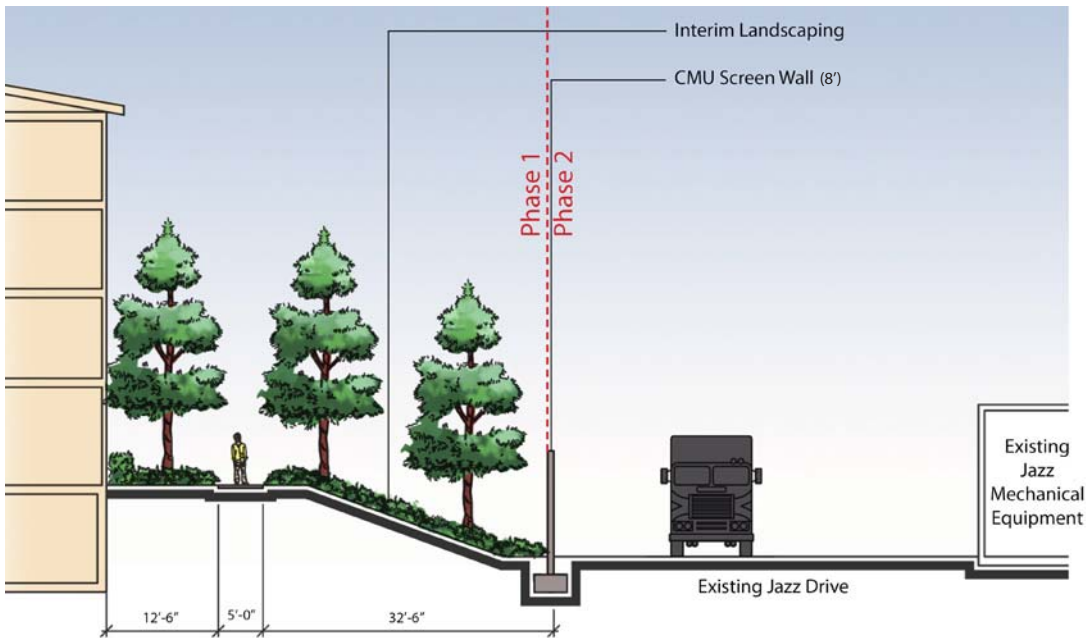 Interim Landscaping
CMU Screen Wall (8')
Phase 1
Phase 2
Existing
Jazz
Mechanical
Equipment
Existing Jazz Drive
12'-6"
5'-0"
32'-6"